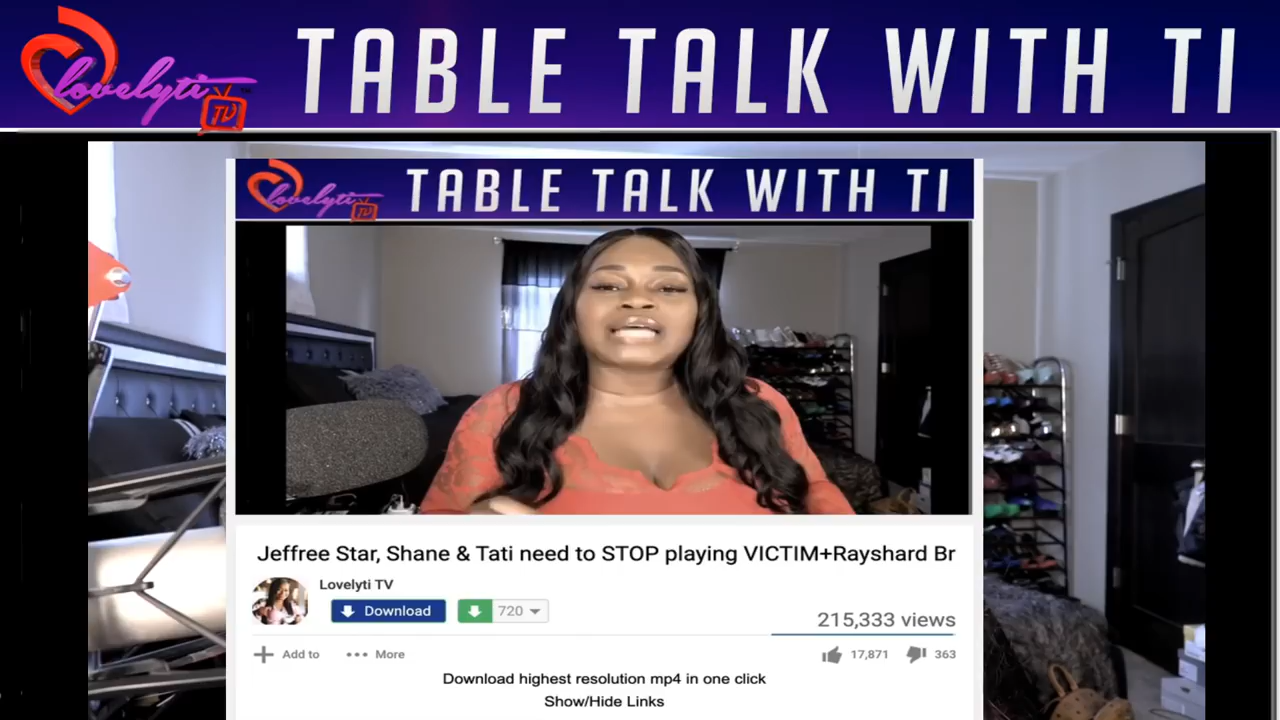 lovelyti TV
TABLE TALK WITH TI
lovelyti TV
TABLE TALK WITH TI
Jeffree Star, Shane & Tati need to STOP playing VICTIM+Rayshard Br
Lovelyti TV
Download
720
215,333 views
Add to
More
17,871
363
Download highest resolution mp4 in one click
Show/Hide Links